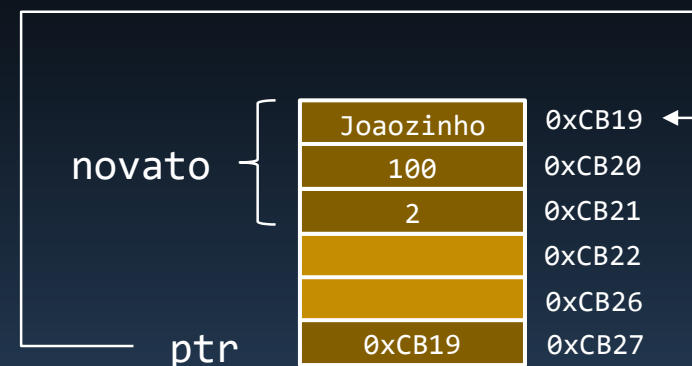 Joaozinho 0xCB19
novato 100 0xCB20
2 0xCB21
0xCB22
0xCB26
ptr 0xCB19 0xCB27